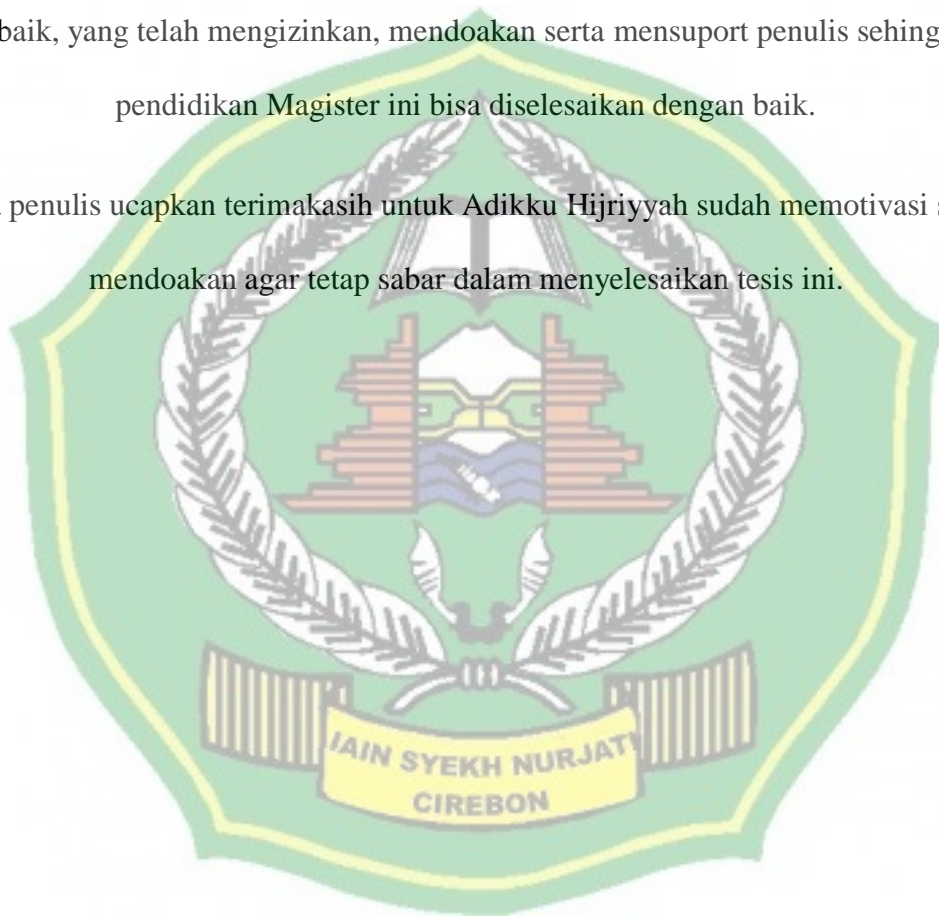 baik, yang telah mengizinkan, mendoakan serta mensuport penulis sehing
pendidikan Magister ini bisa diselesaikan dengan baik.
penulis ucapkan terimakasih untuk Adikku Hijriyyah sudah memotivasi
mendoakan agar tetap sabar dalam menyelesaikan tesis ini.
IAIN SYEKH NURJATI
CIREBON